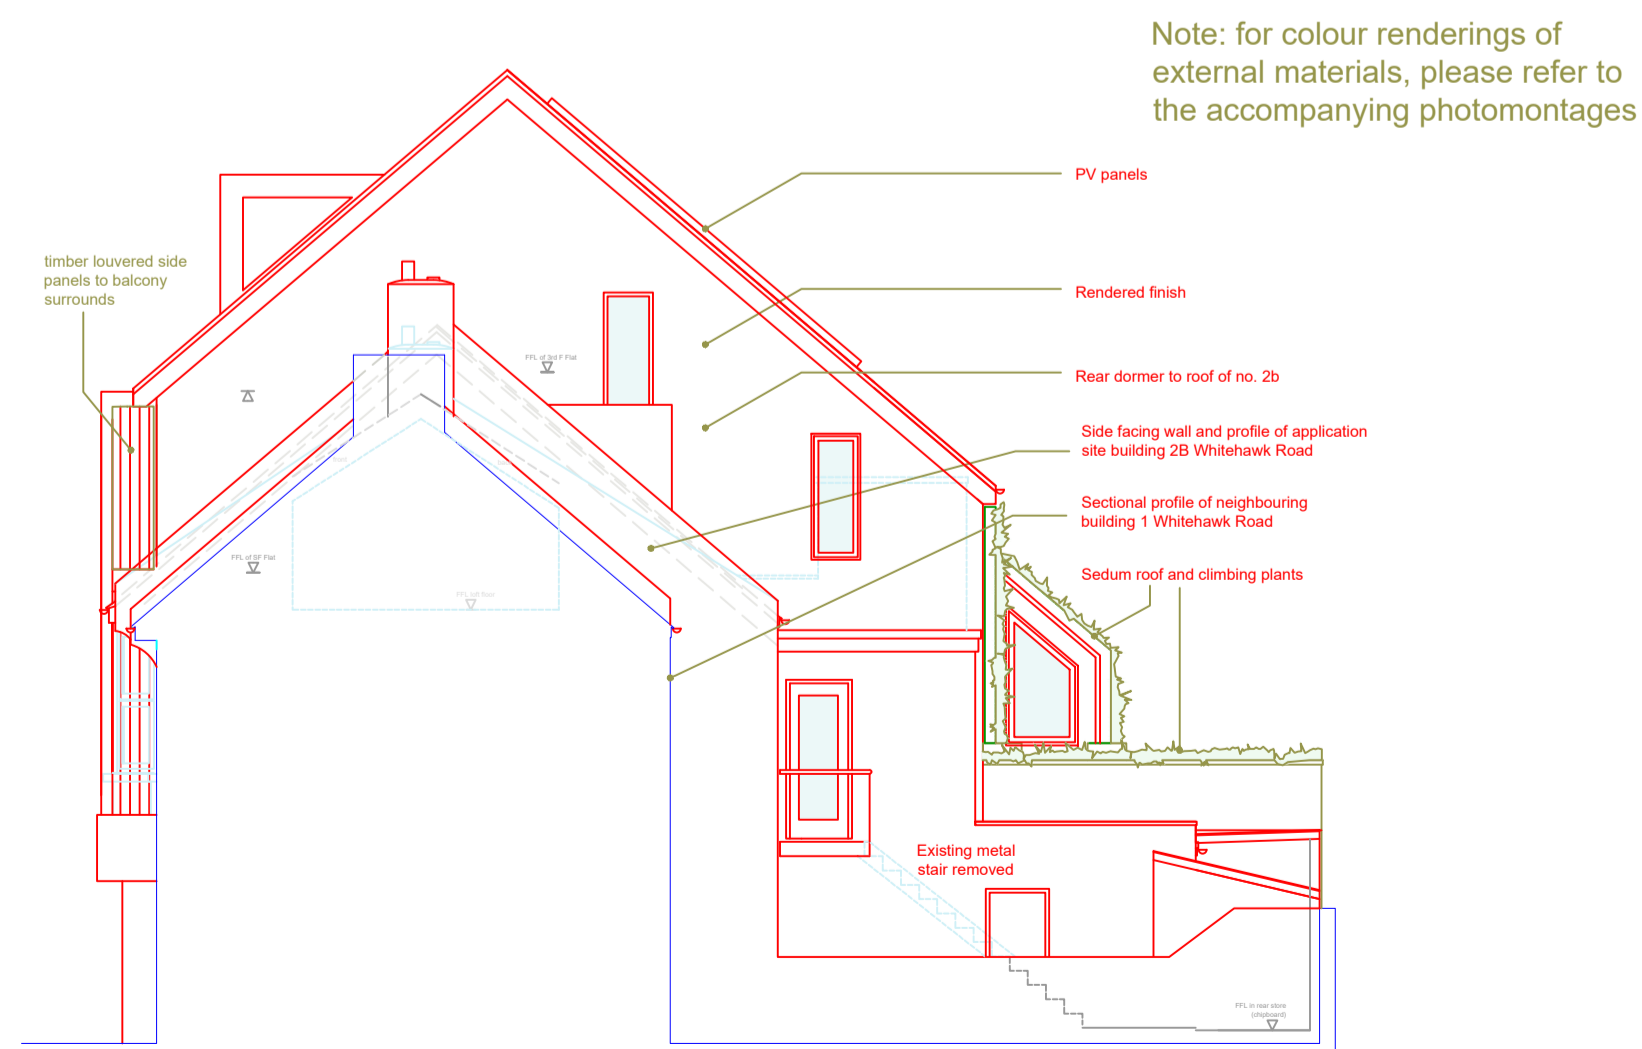 Note: for colour renderings of
external materials, please refer to
the accompanying photomontages
PV panels
timber louvered side
panels to balcony
surrounds
Rendered finish
FFL of 3rd F Flat
Rear dormer to roof of no. 2b
Side facing wall and profile of application
site building 2B Whitehawk Road
Sectional profile of neighbouring
building 1 Whitehawk Road
FFL of SF Flat
Sedum roof and climbing plants
FFL loft floor
Existing metal
stair removed
FFL in rear store
(chipboard)